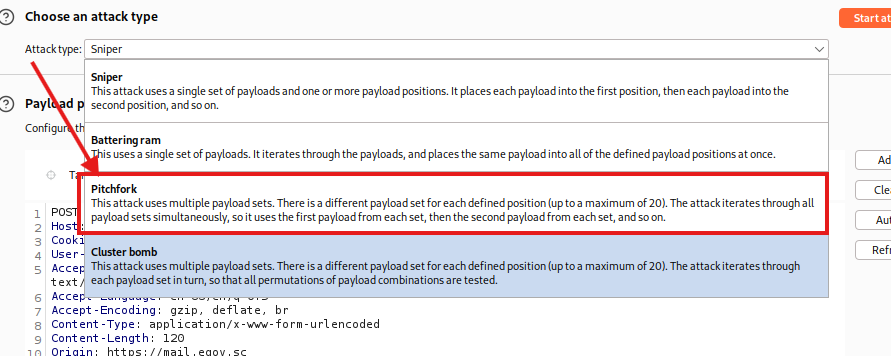 Choose an attack type
Start at
Attack type: Sniper
Sniper
This attack uses a single set of payloads and one or more payload positions. It places each payload into the first position, then each payload into the
second position, and so on.
Payload p
Configure th
Battering ram
This uses a single set of payloads. It iterates through the payloads, and places the same payload into all of the defined payload positions at once.
Ad
Ta
Pitchfork
This attack uses multiple payload sets. There is a different payload set for each defined position (up to a maximum of 20). The attack iterates through all
payload sets simultaneously, so it uses the first payload from each set, then the second payload from each set, and so on.
Clea
Aut
Refr
1 POST
2 Host:
3 Cooki
4 User-
5 Accep
text/
Cluster bomb
This attack uses multiple payload sets. There is a different payload set for each defined position (up to a maximum of 20). The attack iterates through
each payload set in turn, so that all permutations of payload combinations are tested.
6 Accept-Language:
7 Accept-Encoding: gzip, deflate, br
8 Content-Type: application/x-www-form-urlencoded
9 Content-Length: 120
10 Origin: https://mail.egov.sc